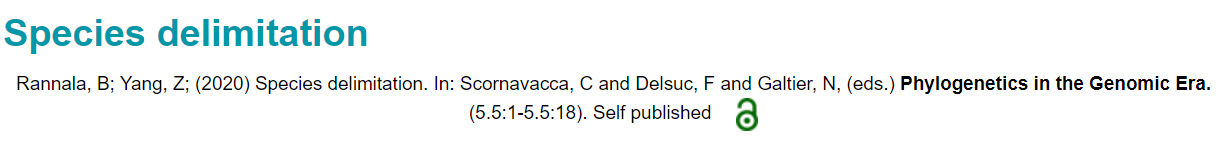 Species delimitation
Rannala, B; Yang, Z; (2020) Species delimitation. In: Scornavacca, C and Delsuc, F and Galtier, N, (eds.) Phylogenetics in the Genomic Era.
(5.5:1-5.5:18). Self published